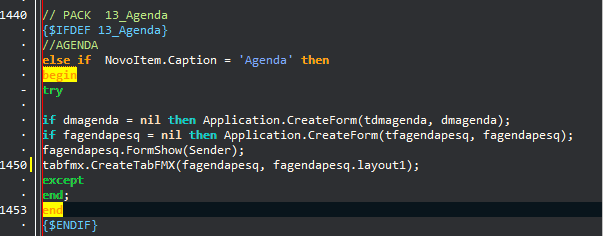 1440 // PACK  13_Agenda
{$IFDEF 13_Agenda}
//AGENDA
else if  NovoItem.Caption = 'Agenda' then
begin
try
if dmagenda = nil then Application.CreateForm(tdmagenda, dmagenda);
if fagendapesq = nil then Application.CreateForm(tfagendapesq, fagendapesq);
fagendapesq.FormShow(Sender);
1450 tabfmx.CreateTabFMX(fagendapesq, fagendapesq.layout1);
except
end;
1453 end
{$ENDIF}